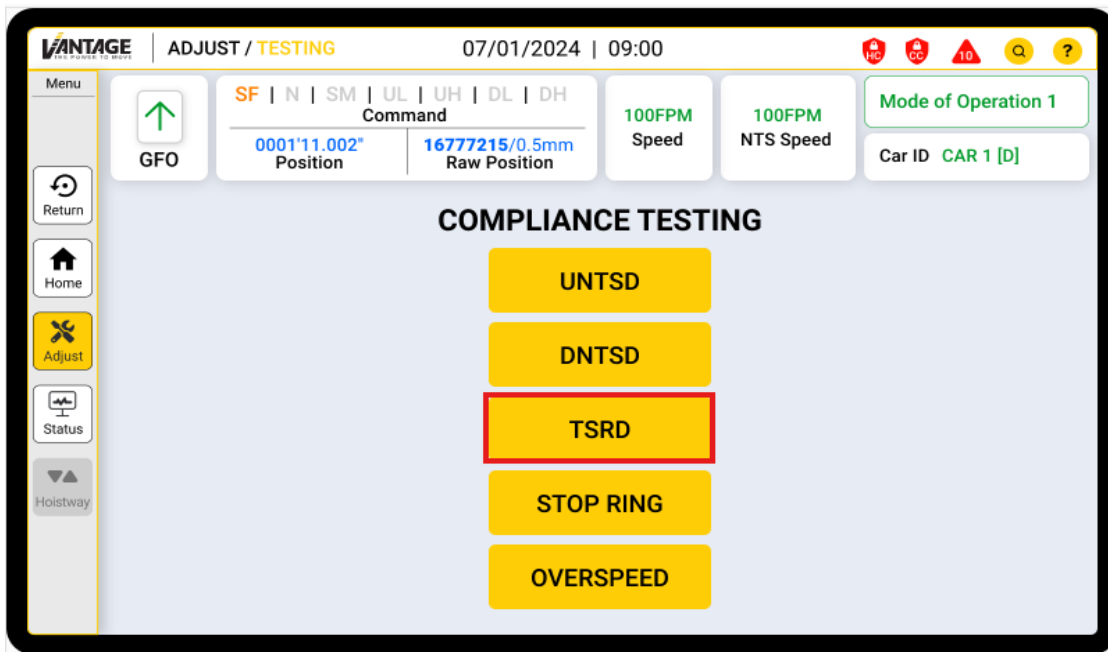 VANTAGE
THE POWER TO MOVE
ADJUST / TESTING
07/01/2024 | 09:00
HC
CC
10
?
Menu
GFO
SF | N | SM | UL | UH | DL | DH
Command
0001'11.002"
Position
16777215/0.5mm
Raw Position
100FPM
Speed
100FPM
NTS Speed
Mode of Operation 1
Car ID CAR 1 [D]
Return
Home
Adjust
Status
Hoistway
COMPLIANCE TESTING
UNTSD
DNTSD
TSRD
STOP RING
OVERSPEED